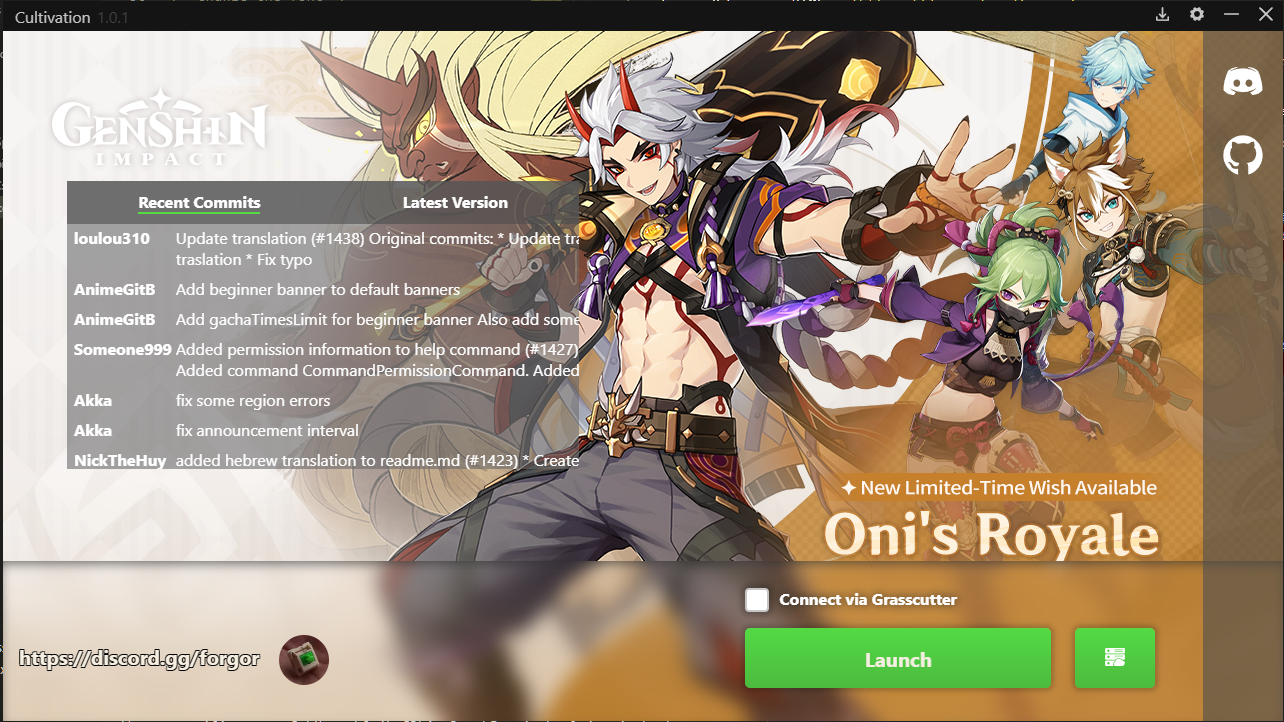 Cultivation 1.0.1
GENSHIN
IMPACT
Recent Commits Latest Version
loulou310 Update translation (#1438) Original commits: * Update tra
traslation * Fix typo
AnimeGitB Add beginner banner to default banners
AnimeGitB Add gachaTimesLimit for beginner banner Also add some
Someone999 Added permission information to help command (#1427)
Added command CommandPermissionCommand. Added
Akka fix some region errors
Akka fix announcement interval
NickTheHuy added hebrew translation to readme.md (#1423) * Create
New Limited-Time Wish Available
Oni's Royale
Connect via Grasscutter
https://discord.gg/forgor
Launch